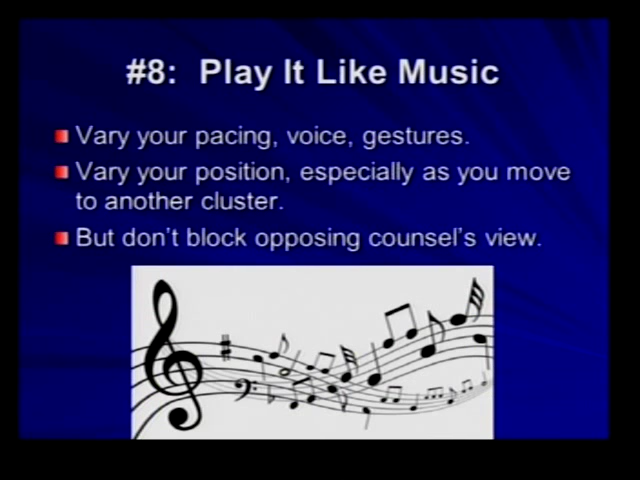 #8: Play It Like Music
Vary your pacing, voice, gestures.
Vary your position, especially as you move
to another cluster.
But don't block opposing counsel's view.